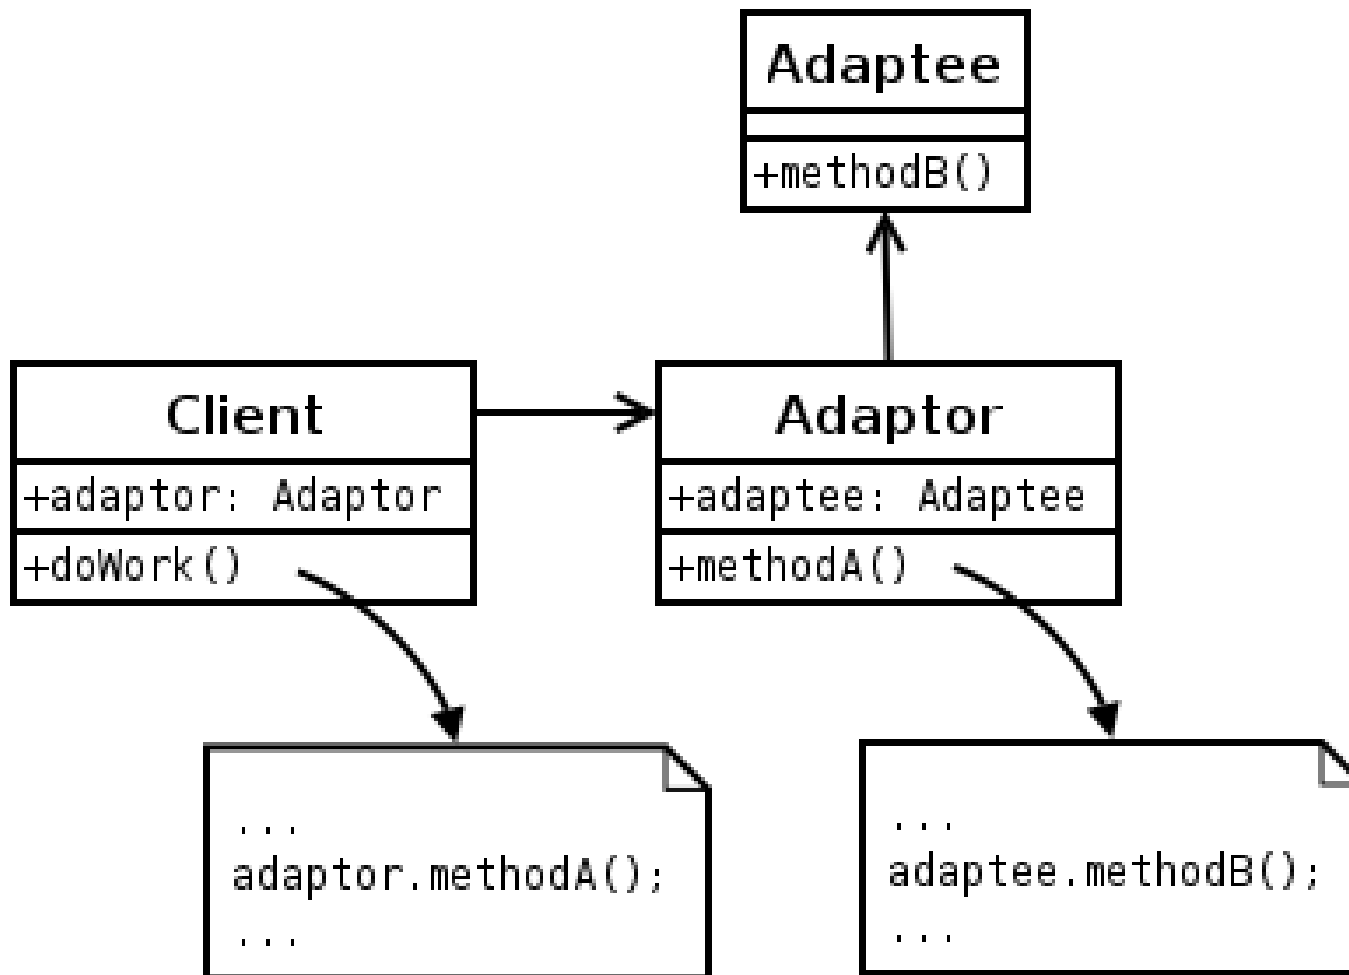 Adaptee
+methodB()
Client
+adaptor: Adaptor
+doWork()
Adaptor
+adaptee: Adaptee
+methodA()
...
adaptor.methodA();
...
...
adaptee.methodB();
...